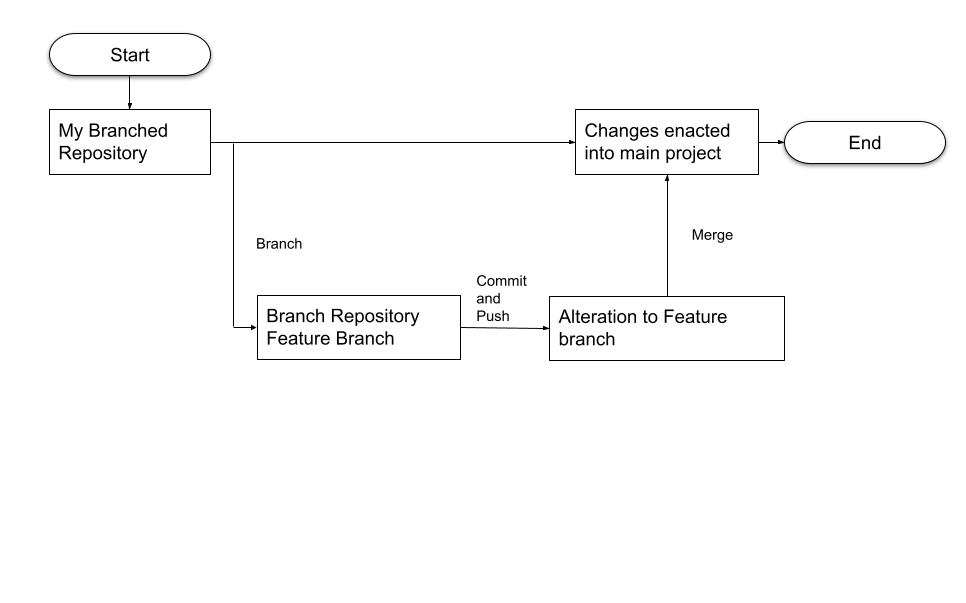 Start
My Branched
Repository
Changes enacted
into main project
End
Branch
Merge
Commit
and
Push
Branch Repository
Feature Branch
Alteration to Feature
branch